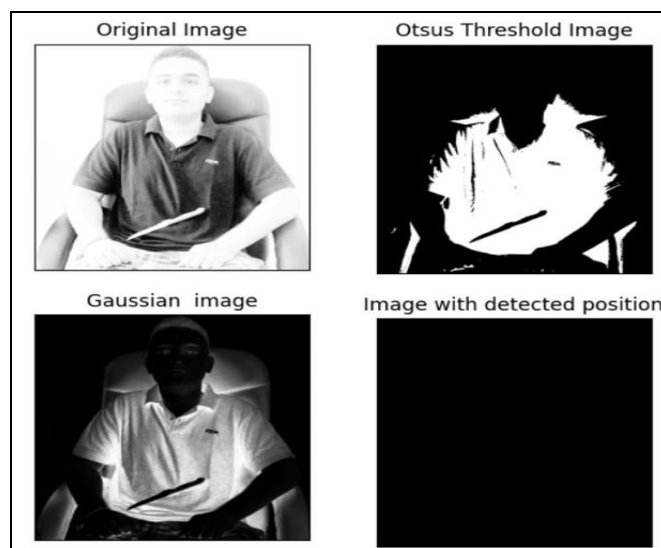 Original Image
Otsus Threshold Image
Gaussian  image
Image with detected position